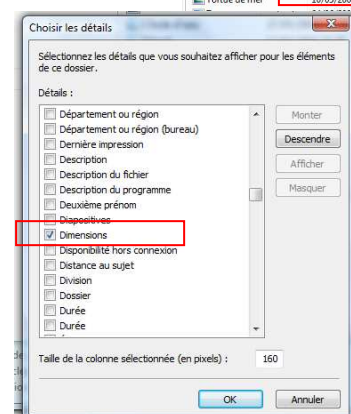 Tortue de mer
Choisir les détails
Sélectionnez les détails que vous souhaitez afficher pour les éléments
de ce dossier.
Détails :
Département ou région
Monter
Département ou région (bureau)
Dernière impression
Descendre
Description
Description du fichier
Afficher
Description du programme
Masquer
Deuxième prénom
Diapositives
Dimensions
Disponibilité hors connexion
Distance au sujet
Division
Dossier
Durée
Durée
Taille de la colonne sélectionnée (en pixels) : 160
OK
Annuler